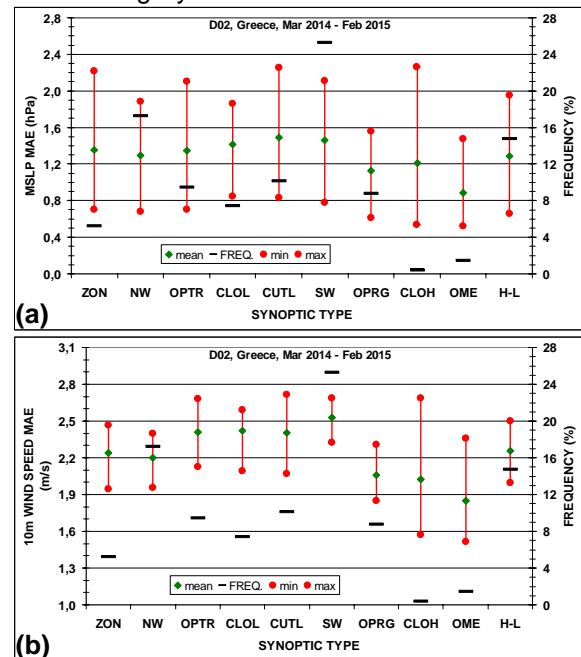 D02, Greece, Mar 2014 - Feb 2015
MSLP MAE (hPa)
2,8
2,4
2,0
1,6
1,2
0,8
0,4
0,0
28
24
20
16
12
8
4
0
FREQUENCY (%)
mean FREQ. min max
ZON NW OPTR CLOL CUTL SW OPRG CLOH OME H-L
SYNOPTIC TYPE
(a)
D02, Greece, Mar 2014 - Feb 2015
10m WIND SPEED MAE
(m/s)
3,1
2,8
2,5
2,2
1,9
1,6
1,3
1,0
28
24
20
16
12
8
4
0
FREQUENCY (%)
mean FREQ. min max
ZON NW OPTR CLOL CUTL SW OPRG CLOH OME H-L
SYNOPTIC TYPE
(b)